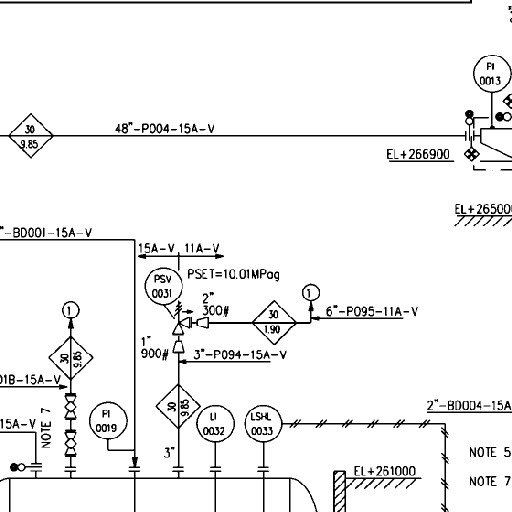 PI
0013
30
9.85
48"-P004-15A-V
EL+266900
EL+265000
"-BD001-15A-V
15A-V
11A-V
PSV
0031
PSET=10.01MPag
2"
300#
1
1
30
1.90
6"-P095-11A-V
1"
900#
3"-P094-15A-V
30
9.85
01B-15A-V
30
9.85
2"-BD004-15A
PI
0019
LI
0032
LSHL
0033
15A-V
NOTE 7
3"
NOTE 5
EL+261000
NOTE 7